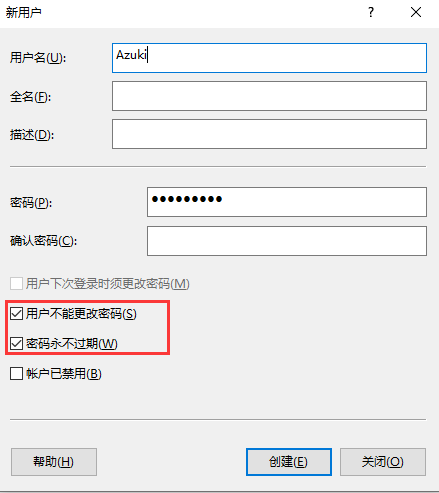 新用户
?
用户名(U):
Azuki
全名(F):
描述(D):
密码(P):
●●●●●●●●●
确认密码(C):
用户下次登录时须更改密码(M)
用户不能更改密码(S)
密码永不过期(W)
帐户已禁用(B)
帮助(H)
创建(E)
关闭(O)